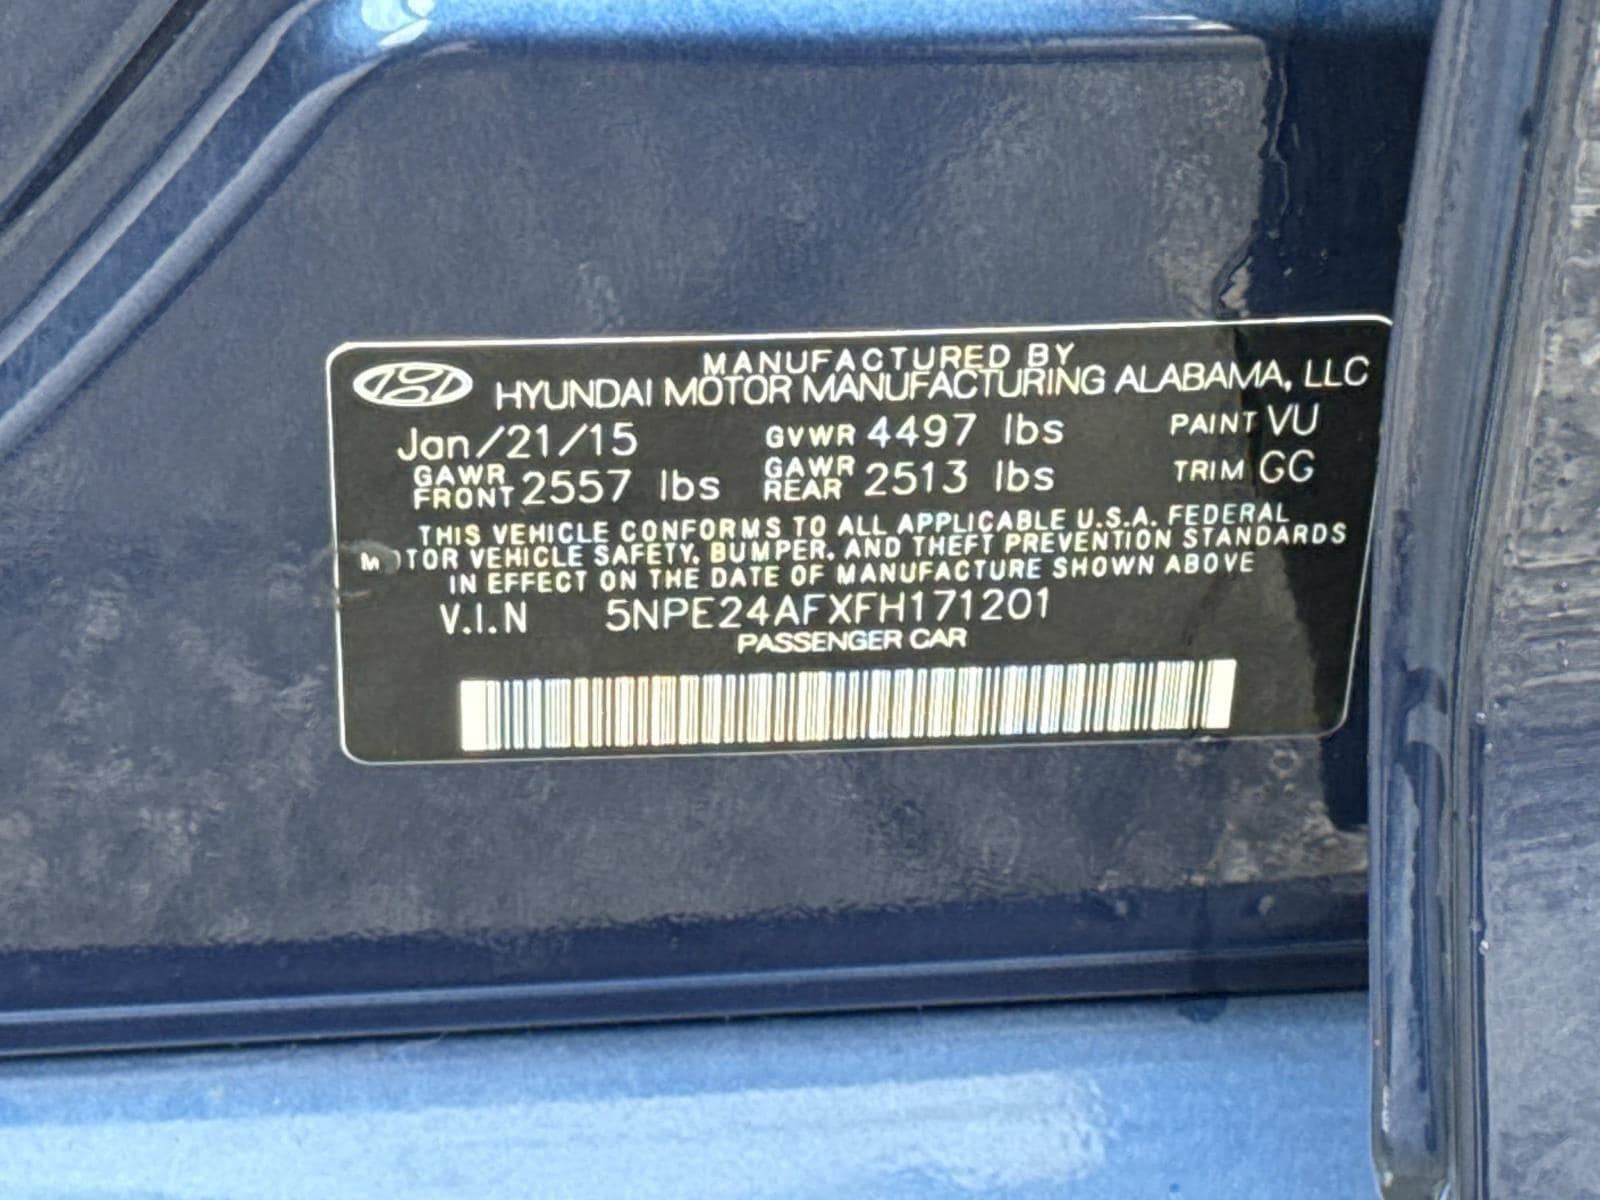 MANUFACTURED BY
HYUNDAI MOTOR MANUFACTURING ALABAMA, LLC
Jan/21/15 GVWR 4497 lbs PAINT VU
GAWR FRONT 2557 lbs GAWR REAR 2513 lbs TRIM GG
THIS VEHICLE CONFORMS TO ALL APPLICABLE U.S.A. FEDERAL
MOTOR VEHICLE SAFETY, BUMPER, AND THEFT PREVENTION STANDARDS
IN EFFECT ON THE DATE OF MANUFACTURE SHOWN ABOVE
V.I.N 5NPE24AFXFH171201
PASSENGER CAR